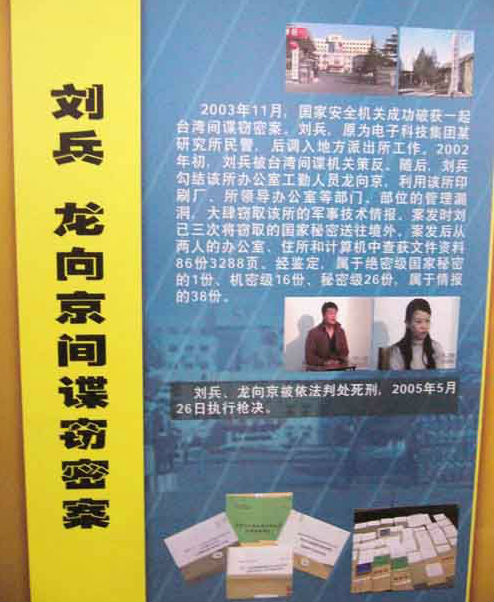 刘兵 龙向京间谍窃密案
2003年11月，国家安全机关成功破获一起
台湾间谍窃密案。刘兵，原为电子科技集团某
研究所民警，后调入地方派出所工作。2002
年初，刘兵被台湾间谍机关策反。随后，刘兵
勾结该所办公室工勤人员龙向京，利用该所印
刷厂、所领导办公室等部门、部位的管理漏
洞，大肆窃取该所的军事技术情报。案发时刘
已三次将窃取的国家秘密送往境外。案发后从
两人的办公室、住所和计算机中查获文件资料
86份3288页。经鉴定，属于绝密级国家秘密
的1份、机密级16份、秘密级26份，属于情报
的38份。
刘兵、龙向京被依法判处死刑，2005年5月
26日执行枪决。